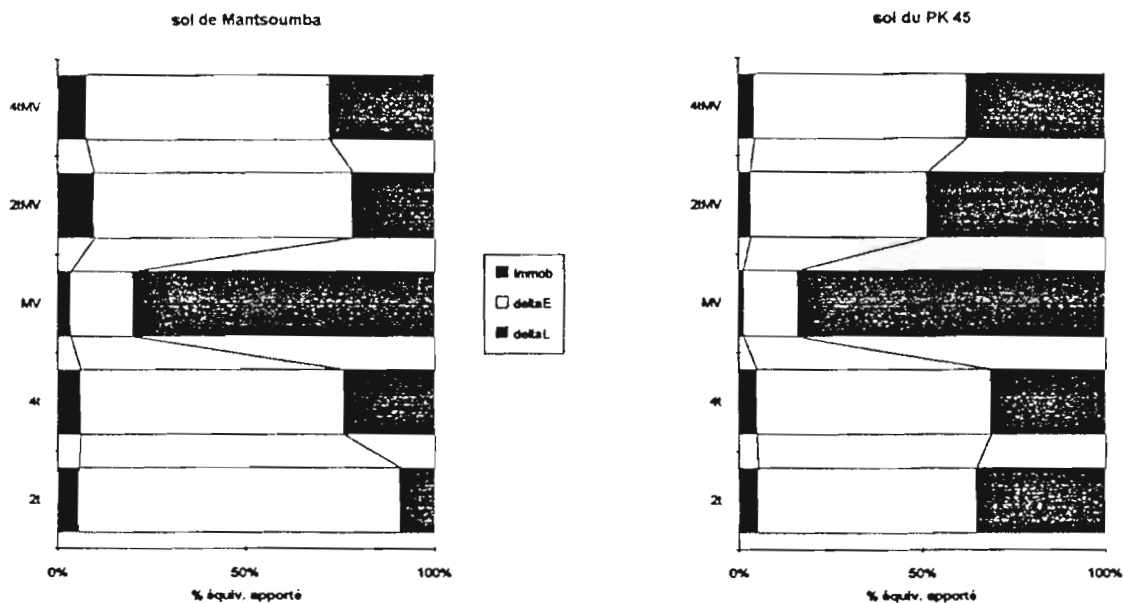 sol de Mantsoumba
4tMV
2tMV
MV
4t
2t
0%
50%
100%
% équiv. apporté
Immob
deltaE
deltaL
sol du PK 45
4tMV
2tMV
MV
4t
2t
0%
50%
100%
% équiv. apporté